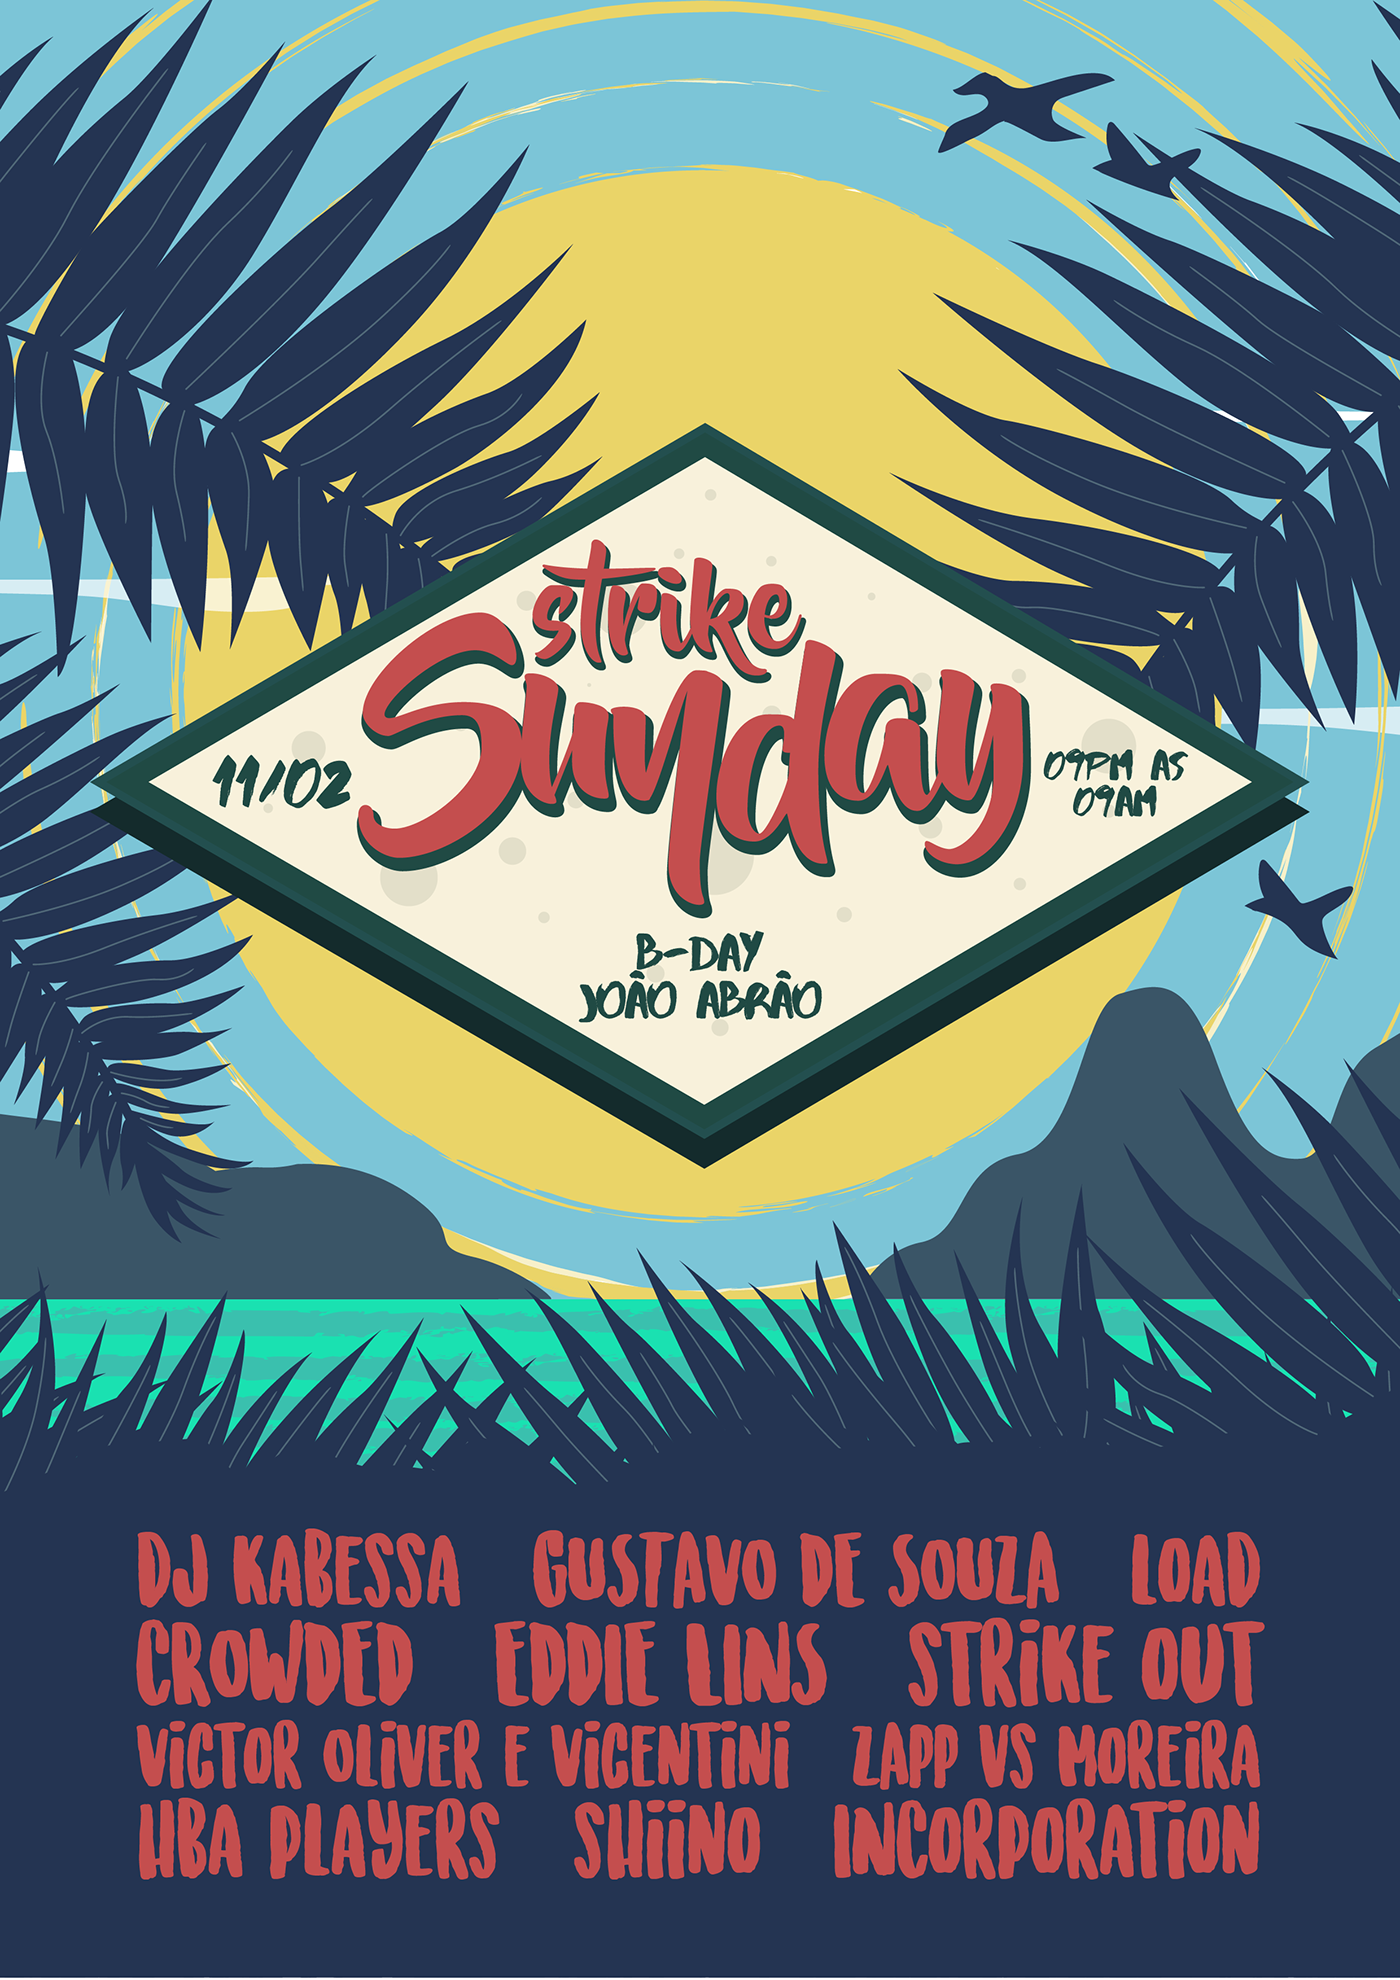 strike
Sunday
11/02
09PM AS
09AM
B-DAY
JOÂO ABRÂO
DJ KABESSA GUSTAVO DE SOUZA LOAD
CROWDED EDDIE LINS STRiKE OUT
ViCTOR OLiVER E ViCENTiNi ZAPP VS MOREiRA
HBA PLAYERS SHiiNO INCORPORATiON